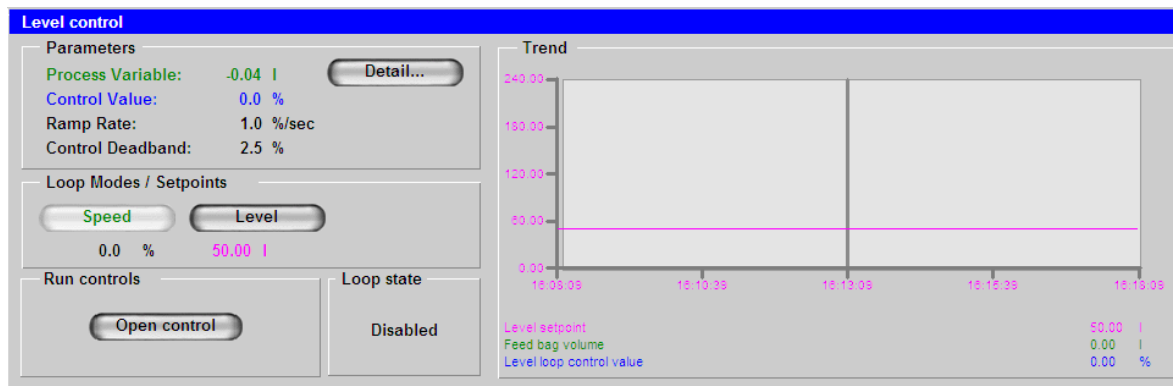 Level control
Parameters
Process Variable: -0.04 l
Detail...
Control Value: 0.0 %
Ramp Rate: 1.0 %/sec
Control Deadband: 2.5 %
Loop Modes / Setpoints
Speed
Level
0.0 %
50.00 l
Run controls
Open control
Loop state
Disabled
Trend
240.00
180.00
120.00
60.00
0.00
16:08:09
16:10:39
16:13:09
16:15:39
16:18:09
Level setpoint 50.00 l
Feed bag volume 0.00 l
Level loop control value 0.00 %